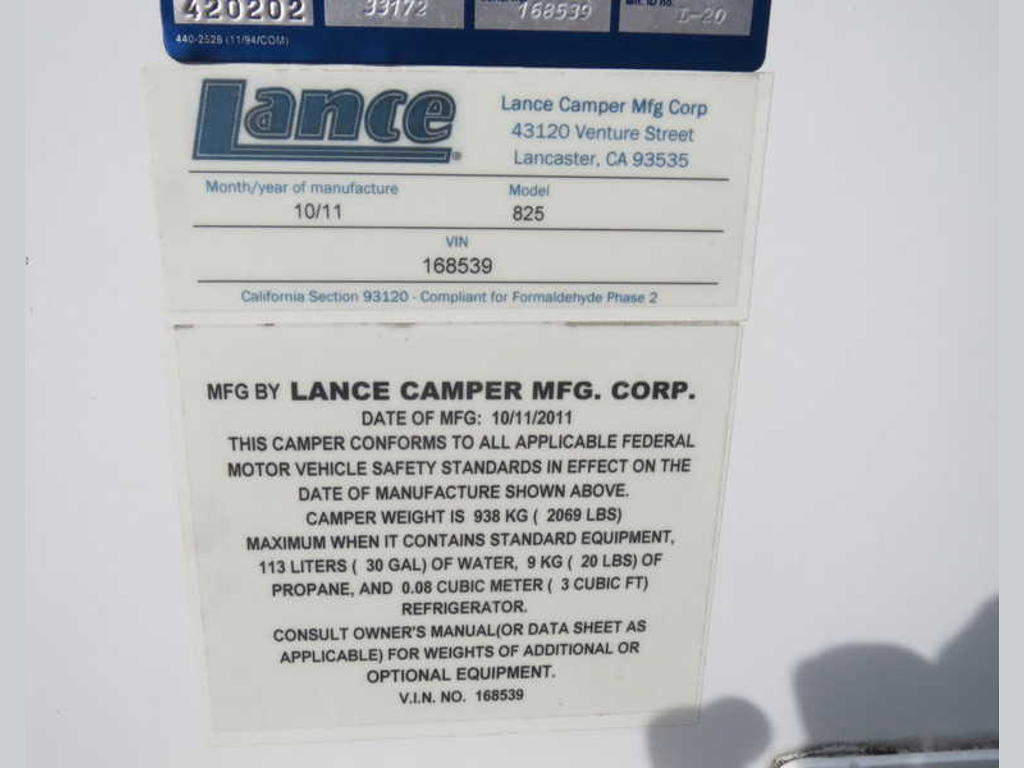 420202 33172 168539 I-20
440-2528 (11/94/COM)
Lance
Lance Camper Mfg Corp
43120 Venture Street
Lancaster, CA 93535
Month/year of manufacture Model
10/11 825
VIN
168539
California Section 93120 - Compliant for Formaldehyde Phase 2
MFG BY LANCE CAMPER MFG. CORP.
DATE OF MFG: 10/11/2011
THIS CAMPER CONFORMS TO ALL APPLICABLE FEDERAL
MOTOR VEHICLE SAFETY STANDARDS IN EFFECT ON THE
DATE OF MANUFACTURE SHOWN ABOVE.
CAMPER WEIGHT IS 938 KG ( 2069 LBS)
MAXIMUM WHEN IT CONTAINS STANDARD EQUIPMENT,
113 LITERS ( 30 GAL) OF WATER, 9 KG ( 20 LBS) OF
PROPANE, AND 0.08 CUBIC METER ( 3 CUBIC FT)
REFRIGERATOR.
CONSULT OWNER'S MANUAL(OR DATA SHEET AS
APPLICABLE) FOR WEIGHTS OF ADDITIONAL OR
OPTIONAL EQUIPMENT.
V.I.N. NO. 168539